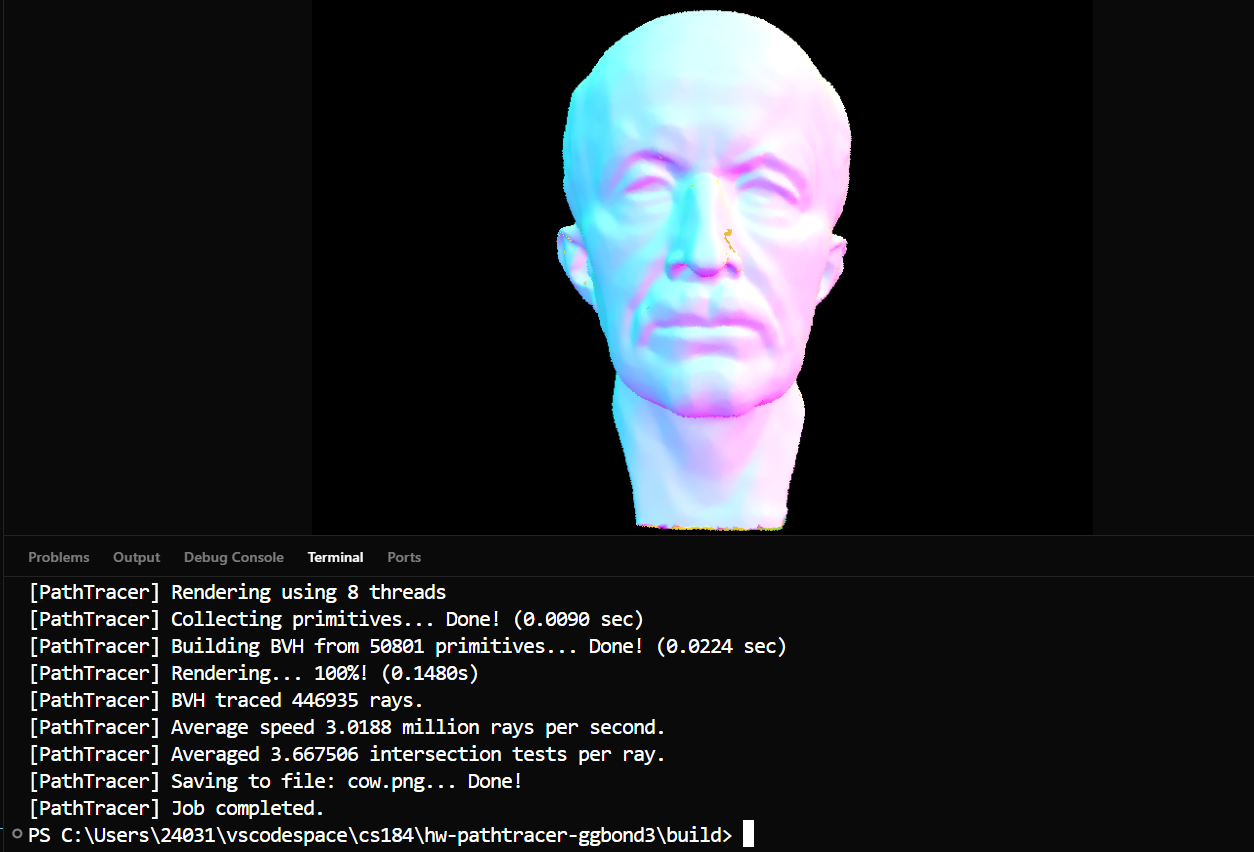 Problems Output Debug Console Terminal Ports
[PathTracer] Rendering using 8 threads
[PathTracer] Collecting primitives... Done! (0.0090 sec)
[PathTracer] Building BVH from 50801 primitives... Done! (0.0224 sec)
[PathTracer] Rendering... 100%! (0.1480s)
[PathTracer] BVH traced 446935 rays.
[PathTracer] Average speed 3.0188 million rays per second.
[PathTracer] Averaged 3.667506 intersection tests per ray.
[PathTracer] Saving to file: cow.png... Done!
[PathTracer] Job completed.
PS C:\Users\24031\vscodespace\cs184\hw-pathtracer-ggbond3\build>